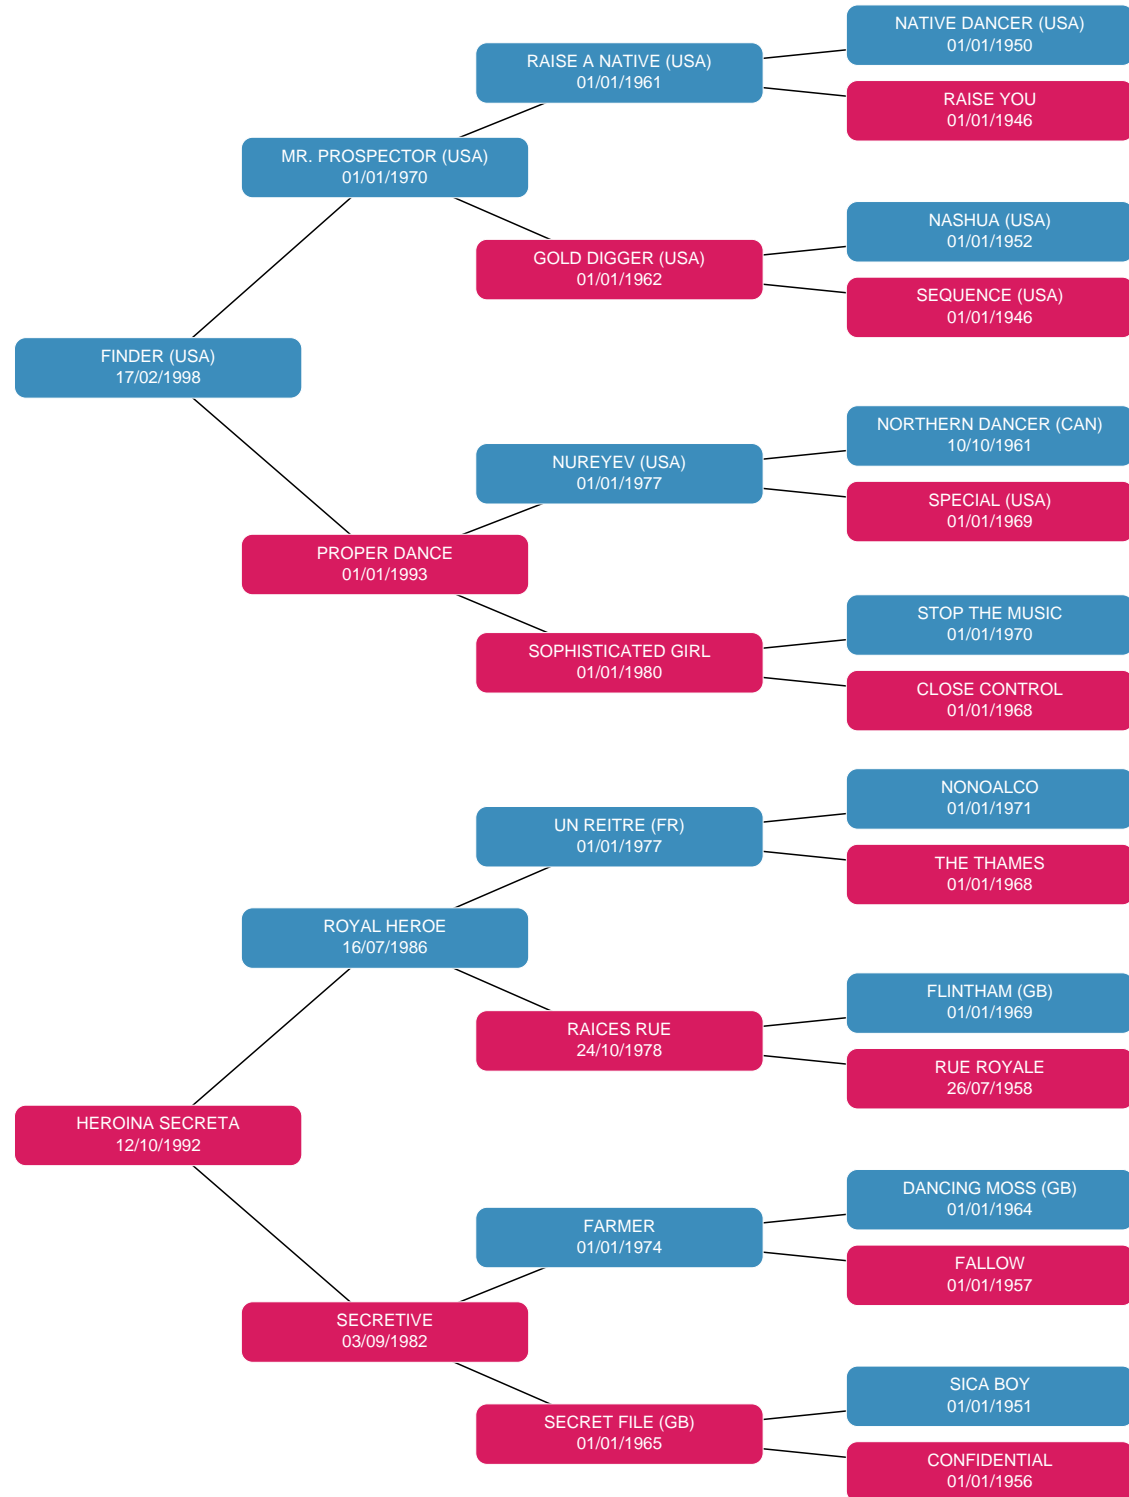 NATIVE DANCER (USA)
01/01/1950
RAISE A NATIVE (USA)
01/01/1961
RAISE YOU
01/01/1946
MR. PROSPECTOR (USA)
01/01/1970
NASHUA (USA)
01/01/1952
GOLD DIGGER (USA)
01/01/1962
SEQUENCE (USA)
01/01/1946
FINDER (USA)
17/02/1998
NORTHERN DANCER (CAN)
10/10/1961
NUREYEV (USA)
01/01/1977
SPECIAL (USA)
01/01/1969
PROPER DANCE
01/01/1993
STOP THE MUSIC
01/01/1970
SOPHISTICATED GIRL
01/01/1980
CLOSE CONTROL
01/01/1968
NONOALCO
01/01/1971
UN REITRE (FR)
01/01/1977
THE THAMES
01/01/1968
ROYAL HEROE
16/07/1986
FLINTHAM (GB)
01/01/1969
RAICES RUE
24/10/1978
RUE ROYALE
26/07/1958
HEROINA SECRETA
12/10/1992
DANCING MOSS (GB)
01/01/1964
FARMER
01/01/1974
FALLOW
01/01/1957
SECRETIVE
03/09/1982
SICA BOY
01/01/1951
SECRET FILE (GB)
01/01/1965
CONFIDENTIAL
01/01/1956